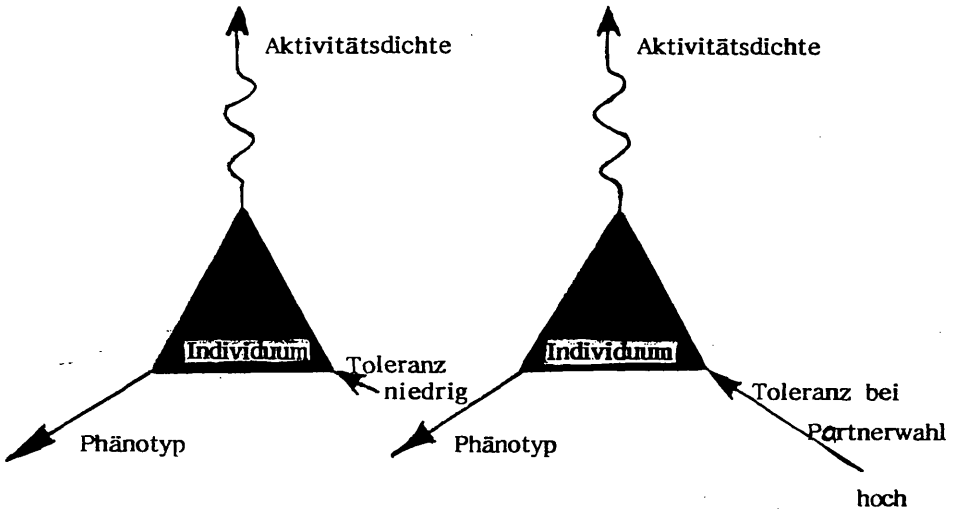 Aktivitätsdichte
Individuum
Toleranz
niedrig
Phänotyp
Aktivitätsdichte
Individuum
Toleranz bei
Partnerwahl
hoch
Phänotyp